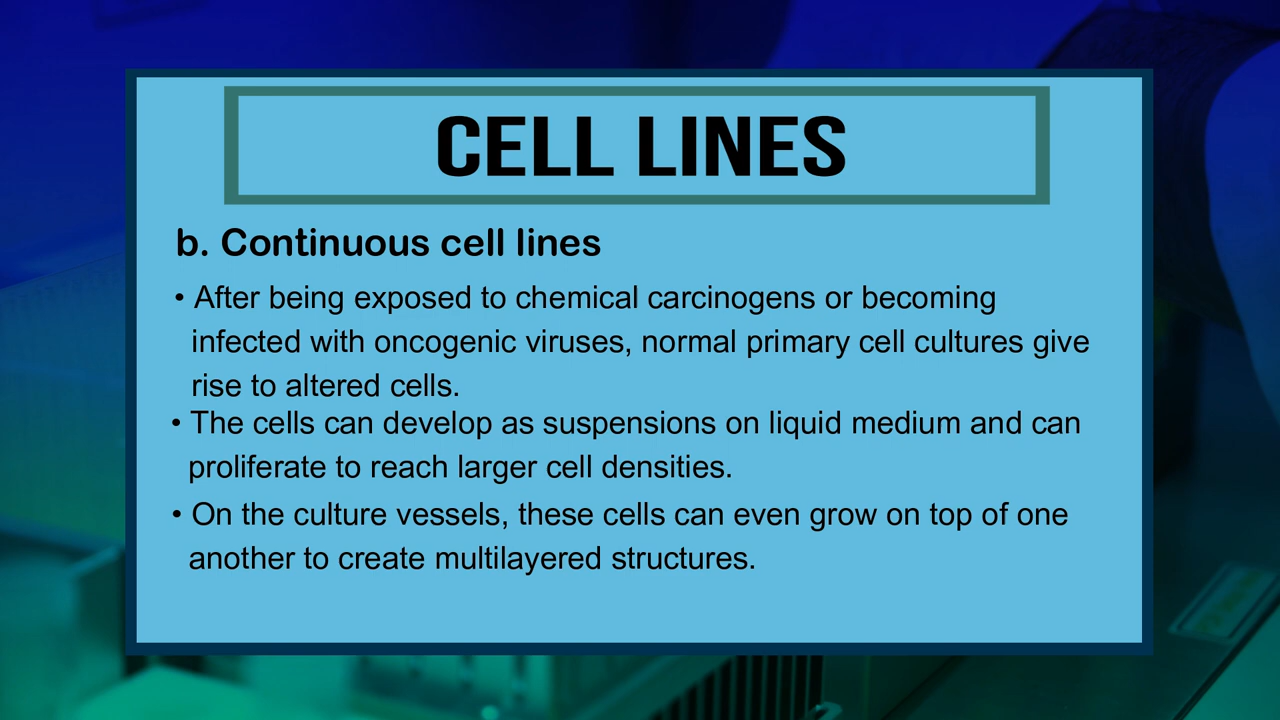 CELL LINES
b. Continuous cell lines
• After being exposed to chemical carcinogens or becoming
infected with oncogenic viruses, normal primary cell cultures give
rise to altered cells.
• The cells can develop as suspensions on liquid medium and can
proliferate to reach larger cell densities.
• On the culture vessels, these cells can even grow on top of one
another to create multilayered structures.